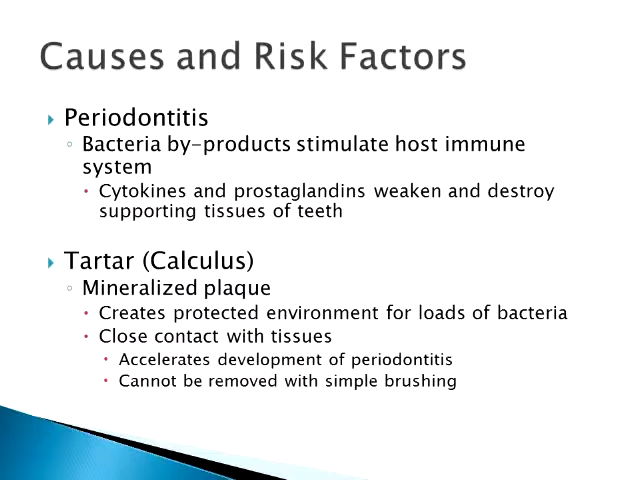 Causes and Risk Factors
Periodontitis
Bacteria by-products stimulate host immune
system
Cytokines and prostaglandins weaken and destroy
supporting tissues of teeth
Tartar (Calculus)
Mineralized plaque
Creates protected environment for loads of bacteria
Close contact with tissues
Accelerates development of periodontitis
Cannot be removed with simple brushing